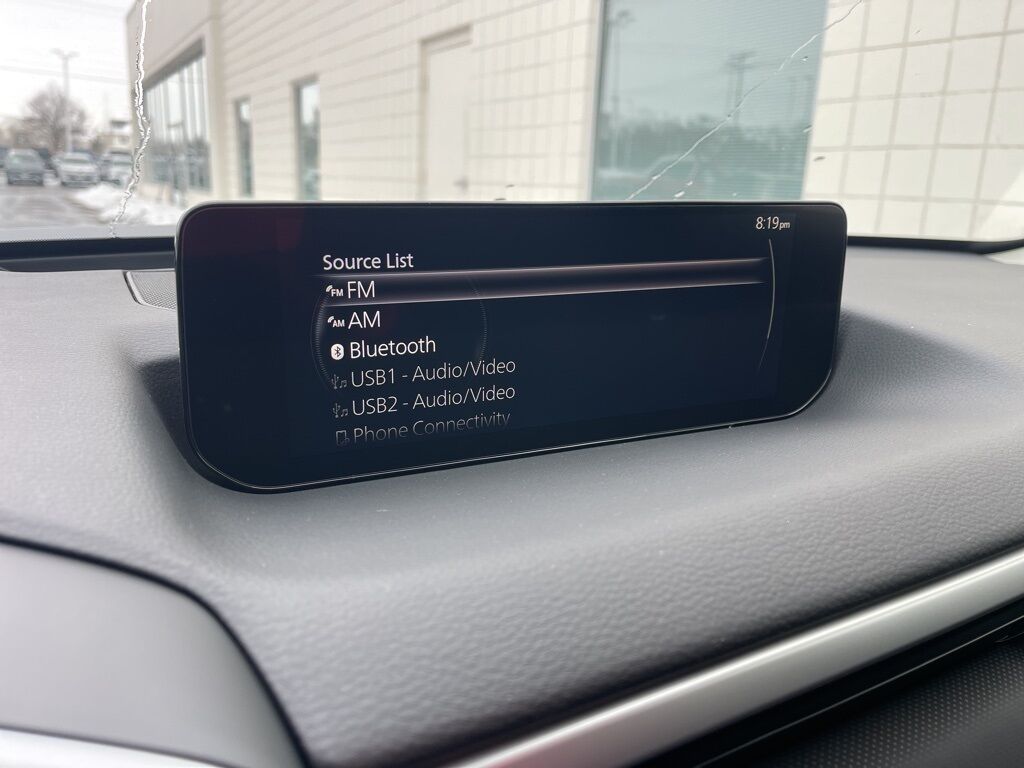 8:19pm
Source List
FM FM
AM AM
Bluetooth
USB1 - Audio/Video
USB2 - Audio/Video
Phone Connectivity